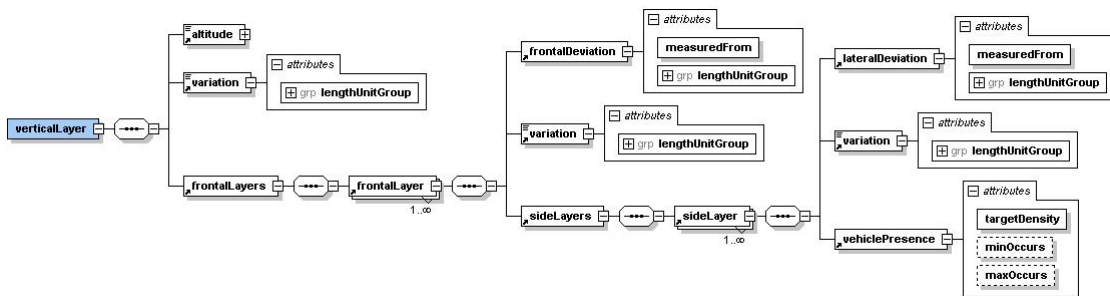 verticalLayer
altitude
variation
attributes
grp lengthUnitGroup
frontalLayers
frontalLayer
1..∞
frontalDeviation
attributes
measuredFrom
grp lengthUnitGroup
variation
attributes
grp lengthUnitGroup
sideLayers
sideLayer
1..∞
lateralDeviation
attributes
measuredFrom
grp lengthUnitGroup
variation
attributes
grp lengthUnitGroup
vehiclePresence
attributes
targetDensity
minOccurs
maxOccurs